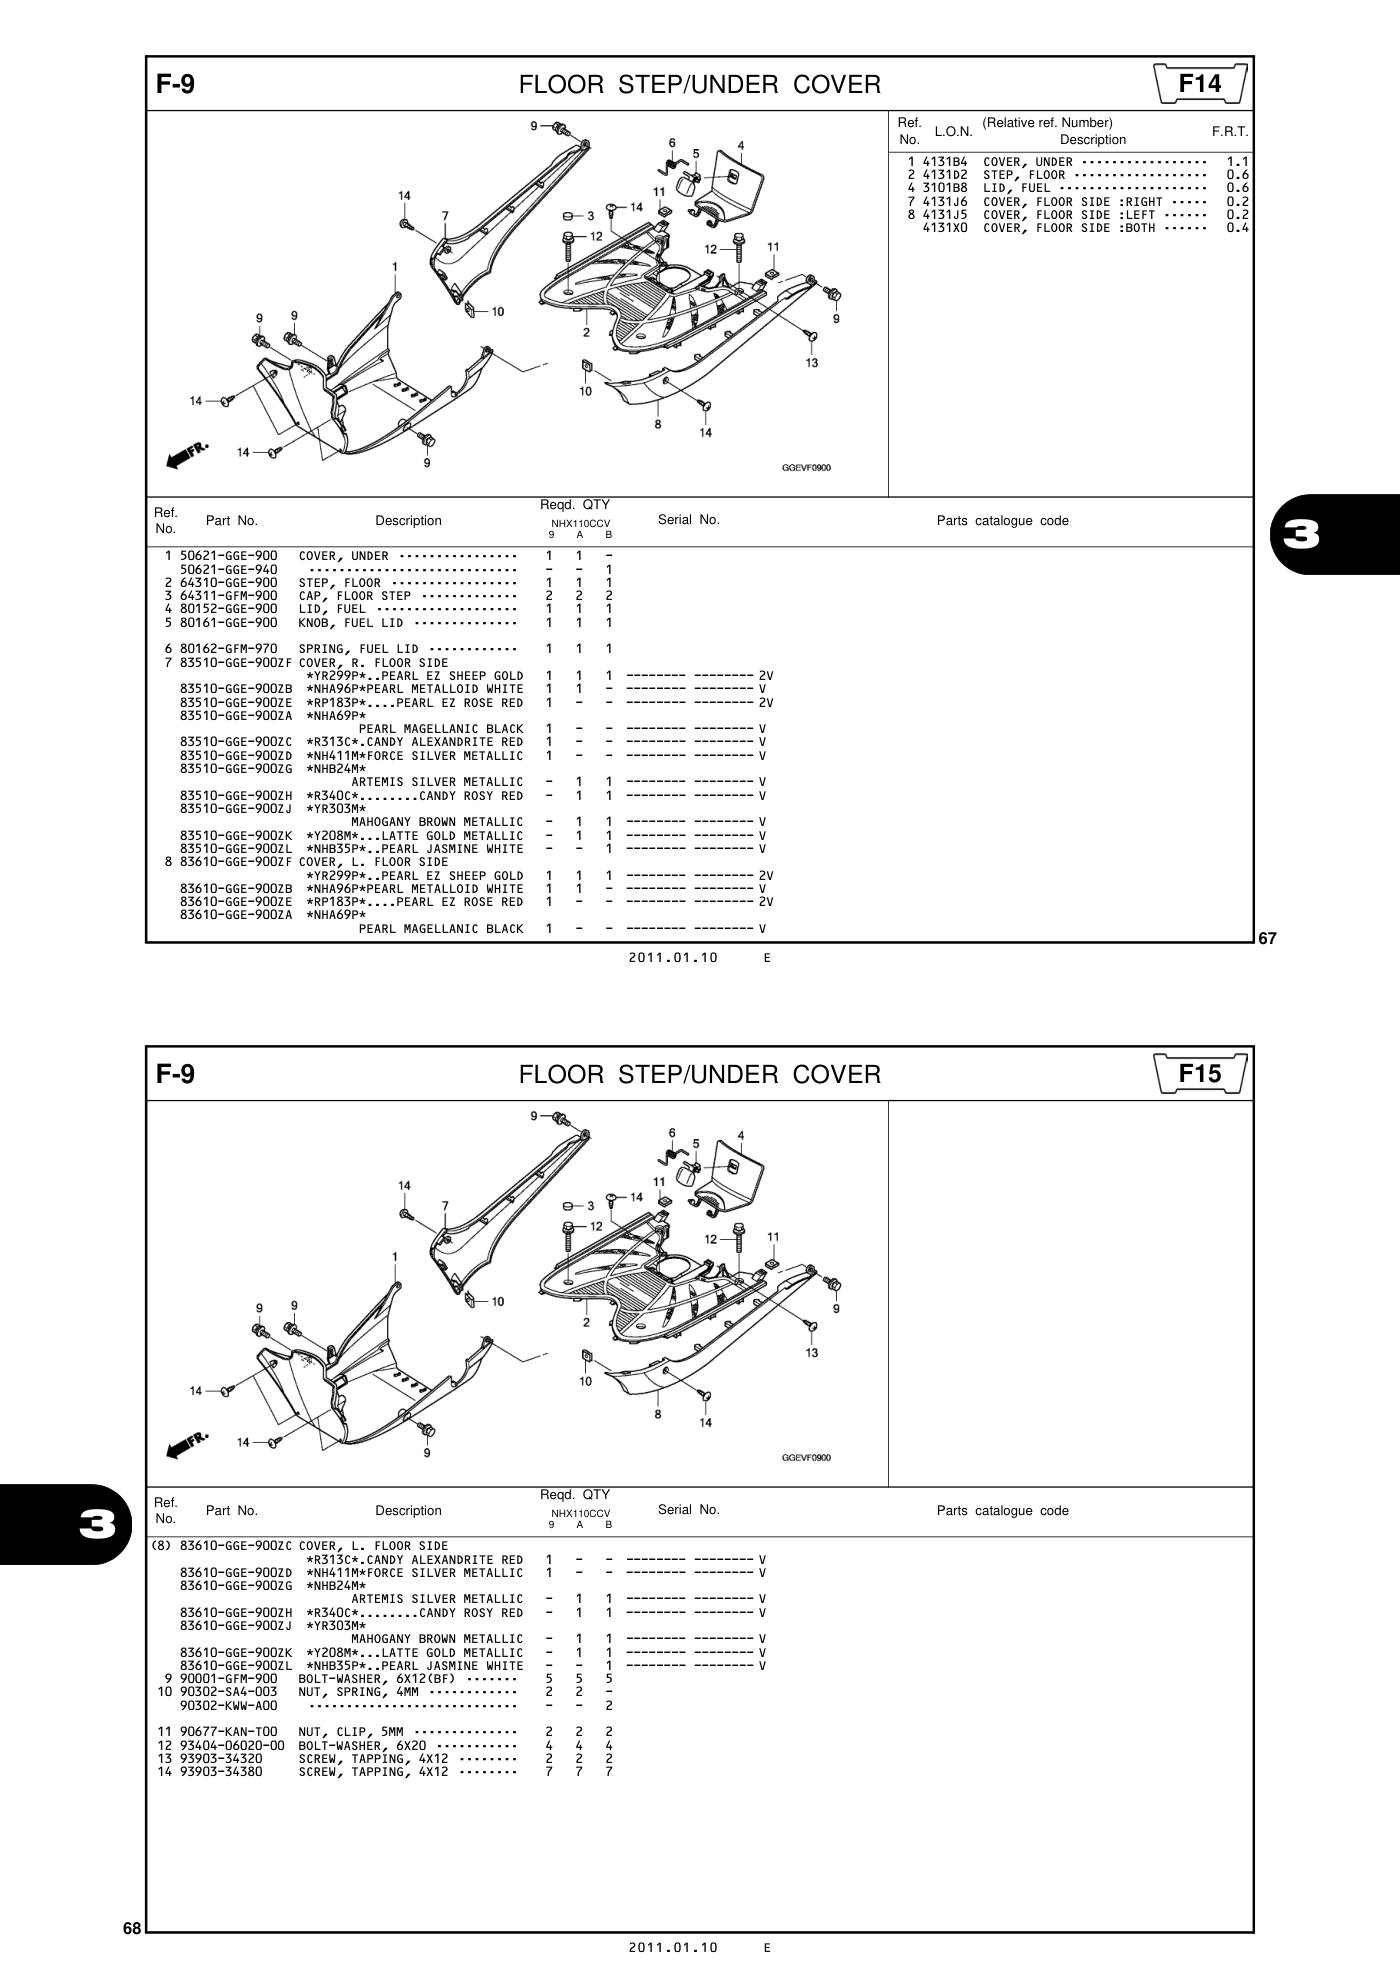 F-9 FLOOR STEP/UNDER COVER F14
Ref. No. L.O.N. (Relative ref. Number) Description F.R.T.
1 4131B4 COVER, UNDER ----------------- 1.1
2 4131D2 STEP, FLOOR ------------------ 0.6
4 3101B8 LID, FUEL -------------------- 0.6
7 4131J6 COVER, FLOOR SIDE :RIGHT ----- 0.2
8 4131J5 COVER, FLOOR SIDE :LEFT ------ 0.2
4131X0 COVER, FLOOR SIDE :BOTH ------ 0.4
9
6
5
4
14
7
11
14
3
12
12
11
1
10
2
9
9
9
13
10
14
8
14
14
9
FR.
GGEVF0900
3
Ref. No. Part No. Description Reqd. QTY NHX110CCV 9 A B Serial No. Parts catalogue code
1 50621-GGE-900 COVER, UNDER ---------------- 1 1 -
50621-GGE-940 ---------------------------- - - 1
2 64310-GGE-900 STEP, FLOOR ----------------- 1 1 1
3 64311-GFM-900 CAP, FLOOR STEP ------------- 2 2 2
4 80152-GGE-900 LID, FUEL ------------------- 1 1 1
5 80161-GGE-900 KNOB, FUEL LID -------------- 1 1 1
6 80162-GFM-970 SPRING, FUEL LID ------------ 1 1 1
7 83510-GGE-900ZF COVER, R. FLOOR SIDE
*YR299P*..PEARL EZ SHEEP GOLD 1 1 1 -------- -------- 2V
83510-GGE-900ZB *NHA96P*PEARL METALLOID WHITE 1 1 - -------- -------- V
83510-GGE-900ZE *RP183P*....PEARL EZ ROSE RED 1 - - -------- -------- 2V
83510-GGE-900ZA *NHA69P*
PEARL MAGELLANIC BLACK 1 - - -------- -------- V
83510-GGE-900ZC *R313C*.CANDY ALEXANDRITE RED 1 - - -------- -------- V
83510-GGE-900ZD *NH411M*FORCE SILVER METALLIC 1 - - -------- -------- V
83510-GGE-900ZG *NHB24M*
ARTEMIS SILVER METALLIC - 1 1 -------- -------- V
83510-GGE-900ZH *R340C*........CANDY ROSY RED - 1 1 -------- -------- V
83510-GGE-900ZJ *YR303M*
MAHOGANY BROWN METALLIC - 1 1 -------- -------- V
83510-GGE-900ZK *Y208M*...LATTE GOLD METALLIC - 1 1 -------- -------- V
83510-GGE-900ZL *NHB35P*..PEARL JASMINE WHITE - - 1 -------- -------- V
8 83610-GGE-900ZF COVER, L. FLOOR SIDE
*YR299P*..PEARL EZ SHEEP GOLD 1 1 1 -------- -------- 2V
83610-GGE-900ZB *NHA96P*PEARL METALLOID WHITE 1 1 - -------- -------- V
83610-GGE-900ZE *RP183P*....PEARL EZ ROSE RED 1 - - -------- -------- 2V
83610-GGE-900ZA *NHA69P*
PEARL MAGELLANIC BLACK 1 - - -------- -------- V
67
2011.01.10 E
F-9 FLOOR STEP/UNDER COVER F15
9
6
5
4
14
7
11
14
3
12
12
11
1
10
2
9
9
9
13
10
14
8
14
14
9
FR.
GGEVF0900
3
Ref. No. Part No. Description Reqd. QTY NHX110CCV 9 A B Serial No. Parts catalogue code
(8) 83610-GGE-900ZC COVER, L. FLOOR SIDE
*R313C*.CANDY ALEXANDRITE RED 1 - - -------- -------- V
83610-GGE-900ZD *NH411M*FORCE SILVER METALLIC 1 - - -------- -------- V
83610-GGE-900ZG *NHB24M*
ARTEMIS SILVER METALLIC - 1 1 -------- -------- V
83610-GGE-900ZH *R340C*........CANDY ROSY RED - 1 1 -------- -------- V
83610-GGE-900ZJ *YR303M*
MAHOGANY BROWN METALLIC - 1 1 -------- -------- V
83610-GGE-900ZK *Y208M*...LATTE GOLD METALLIC - 1 1 -------- -------- V
83610-GGE-900ZL *NHB35P*..PEARL JASMINE WHITE - - 1 -------- -------- V
9 90001-GFM-900 BOLT-WASHER, 6X12(BF) ------- 5 5 5
10 90302-SA4-003 NUT, SPRING, 4MM ------------- 2 2 -
90302-KWW-A00 ---------------------------- - - 2
11 90677-KAN-T00 NUT, CLIP, 5MM -------------- 2 2 2
12 93404-06020-00 BOLT-WASHER, 6X20 ----------- 4 4 4
13 93903-34320 SCREW, TAPPING, 4X12 -------- 2 2 2
14 93903-34380 SCREW, TAPPING, 4X12 -------- 7 7 7
68
2011.01.10 E